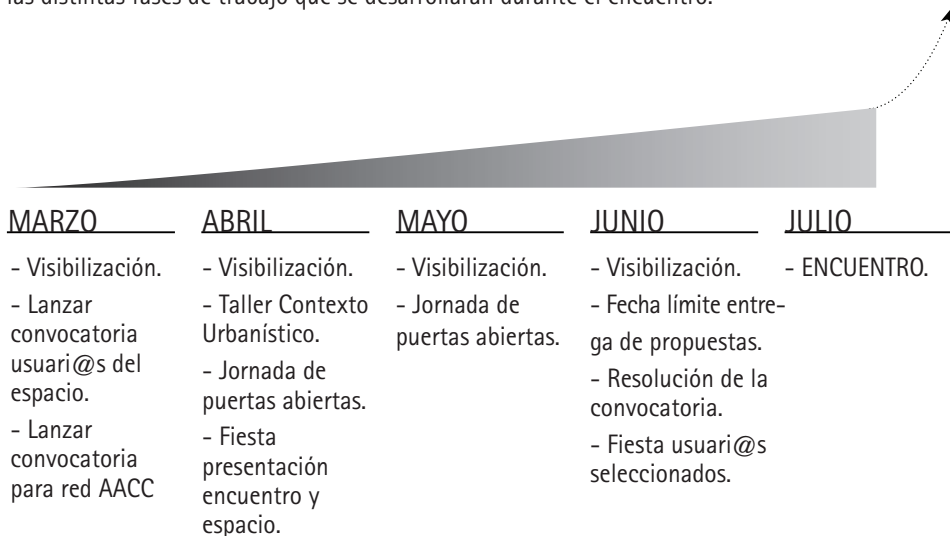 las distintas fases de trabajo que se desarrollarán durante el encuentro.
MARZO
- Visibilización.
- Lanzar
convocatoria
usuari@s del
espacio.
- Lanzar
convocatoria
para red AACC
ABRIL
- Visibilización.
- Taller Contexto
Urbanístico.
- Jornada de
puertas abiertas.
- Fiesta
presentación
encuentro y
espacio.
MAYO
- Visibilización.
- Jornada de
puertas abiertas.
JUNIO
- Visibilización.
- Fecha límite entre-
ga de propuestas.
- Resolución de la
convocatoria.
- Fiesta usuari@s
seleccionados.
JULIO
- ENCUENTRO.